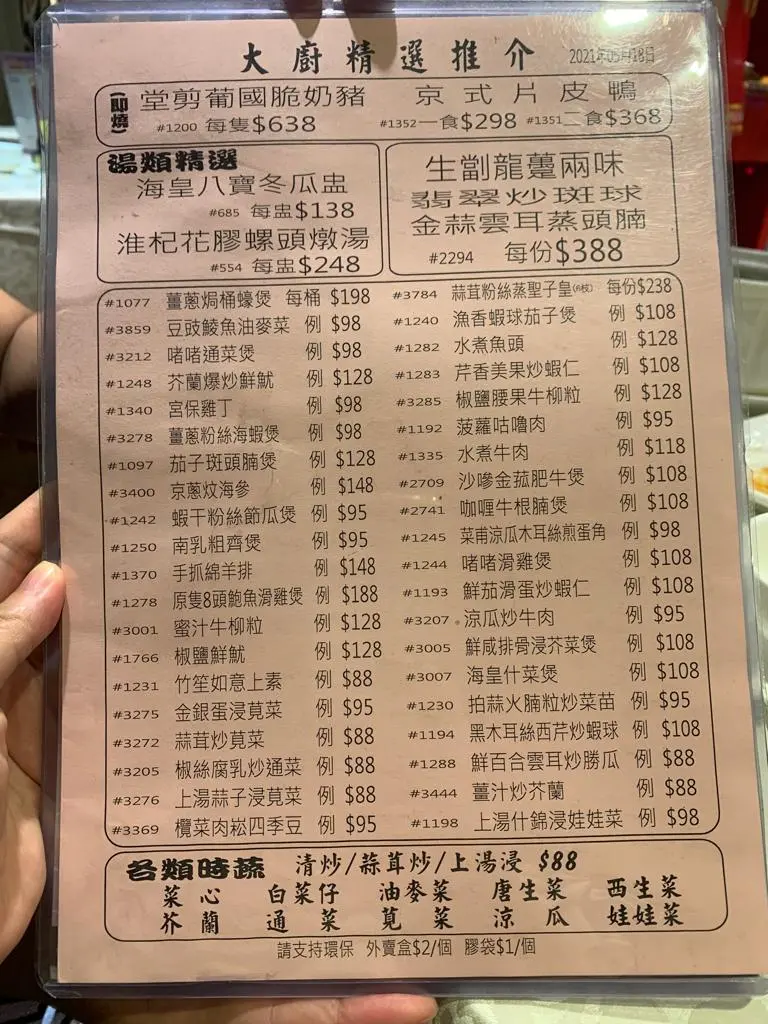 大廚精選推介 2021年05月18日
(即燒) 堂剪葡國脆奶豬 京式片皮鴨
#1200 每隻$638 #1352一食$298 #1351二食$368
湯類精選
海皇八寶冬瓜盅
#685 每盅$138
淮杞花膠螺頭燉湯
#554 每盅$248
生劏龍躉兩味
翡翠炒斑球
金蒜雲耳蒸頭腩
#2294 每份$388
#1077 薑蔥焗桶蠔煲 每桶 $198
#3859 豆豉鯪魚油麥菜 例 $98
#3212 啫啫通菜煲 例 $98
#1248 芥蘭爆炒鮮魷 例 $128
#1340 宮保雞丁 例 $98
#3278 薑蔥粉絲海蝦煲 例 $98
#1097 茄子斑頭腩煲 例 $128
#3400 京蔥炆海參 例 $148
#1242 蝦干粉絲節瓜煲 例 $95
#1250 南乳粗齊煲 例 $95
#1370 手抓綿羊排 例 $148
#1278 原隻8頭鮑魚滑雞煲 例 $188
#3001 蜜汁牛柳粒 例 $128
#1766 椒鹽鮮魷 例 $128
#1231 竹笙如意上素 例 $88
#3275 金銀蛋浸莧菜 例 $95
#3272 蒜茸炒莧菜 例 $88
#3205 椒絲腐乳炒通菜 例 $88
#3276 上湯蒜子浸莧菜 例 $88
#3369 欖菜肉崧四季豆 例 $95
#3784 蒜茸粉絲蒸聖子皇(6枝) 每份$238
#1240 漁香蝦球茄子煲 例 $108
#1282 水煮魚頭 例 $128
#1283 芹香美果炒蝦仁 例 $108
#3285 椒鹽腰果牛柳粒 例 $128
#1192 菠蘿咕嚕肉 例 $95
#1335 水煮牛肉 例 $118
#2709 沙嗲金菇肥牛煲 例 $108
#2741 咖喱牛根腩煲 例 $108
#1245 菜甫涼瓜木耳絲煎蛋角 例 $98
#1244 啫啫滑雞煲 例 $108
#1193 鮮茄滑蛋炒蝦仁 例 $108
#3207 涼瓜炒牛肉 例 $95
#3005 鮮咸排骨浸芥菜煲 例 $108
#3007 海皇什菜煲 例 $108
#1230 拍蒜火腩粒炒菜苗 例 $95
#1194 黑木耳絲西芹炒蝦球 例 $108
#1288 鮮百合雲耳炒勝瓜 例 $88
#3444 薑汁炒芥蘭 例 $88
#1198 上湯什錦浸娃娃菜 例 $98
各類時蔬 清炒/蒜茸炒/上湯浸 $88
菜心 白菜仔 油麥菜 唐生菜 西生菜
芥蘭 通菜 莧菜 涼瓜 娃娃菜
請支持環保 外賣盒$2/個 膠袋$1/個